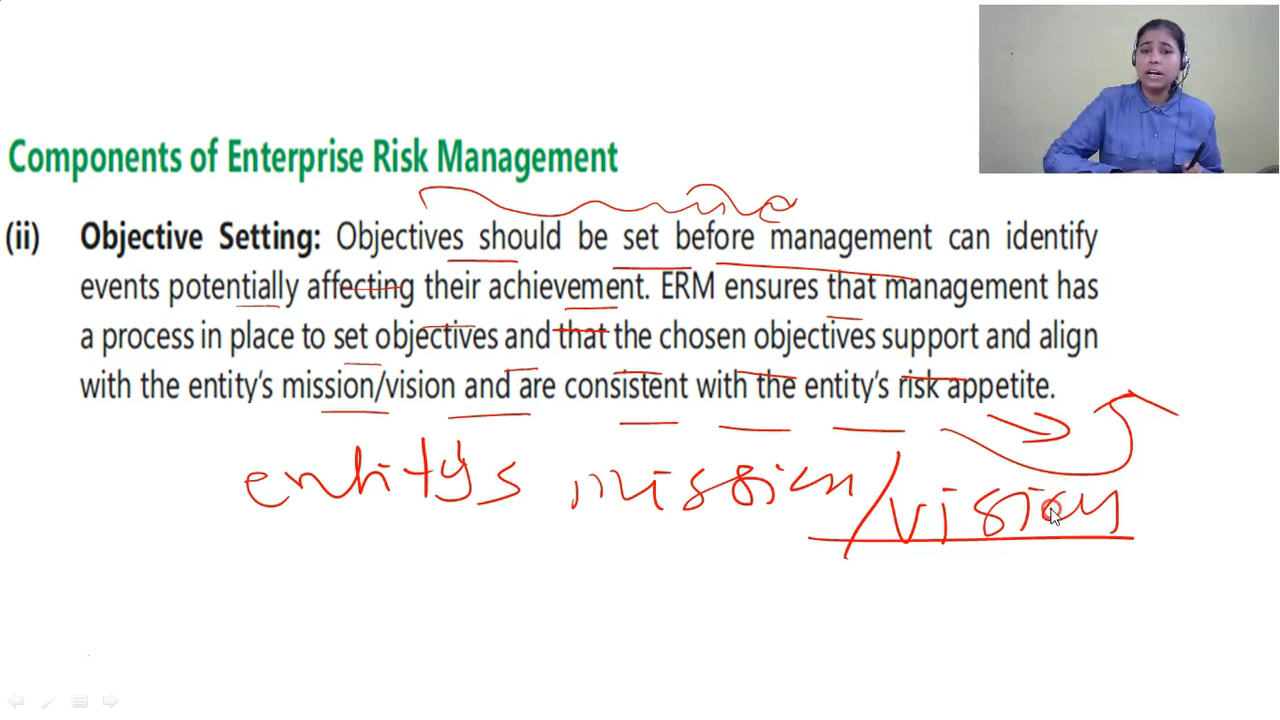 Components of Enterprise Risk Management
(ii) Objective Setting: Objectives should be set before management can identify
events potentially affecting their achievement. ERM ensures that management has
a process in place to set objectives and that the chosen objectives support and align
with the entity's mission/vision and are consistent with the entity's risk appetite.
entitys mission/vision